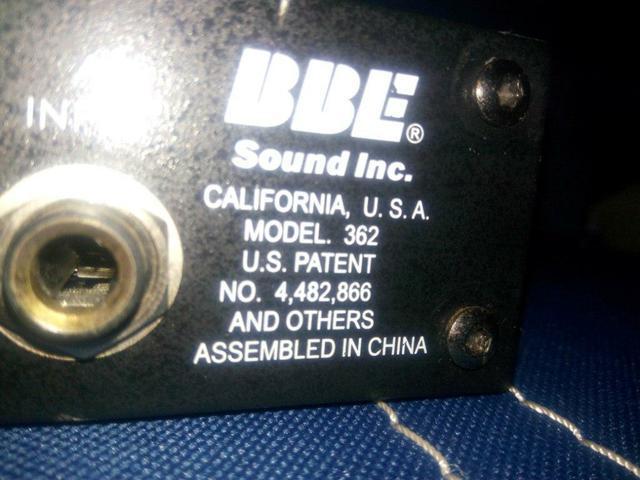 BBE®
Sound Inc.
CALIFORNIA, U.S.A.
MODEL. 362
U.S. PATENT
NO. 4,482,866
AND OTHERS
ASSEMBLED IN CHINA